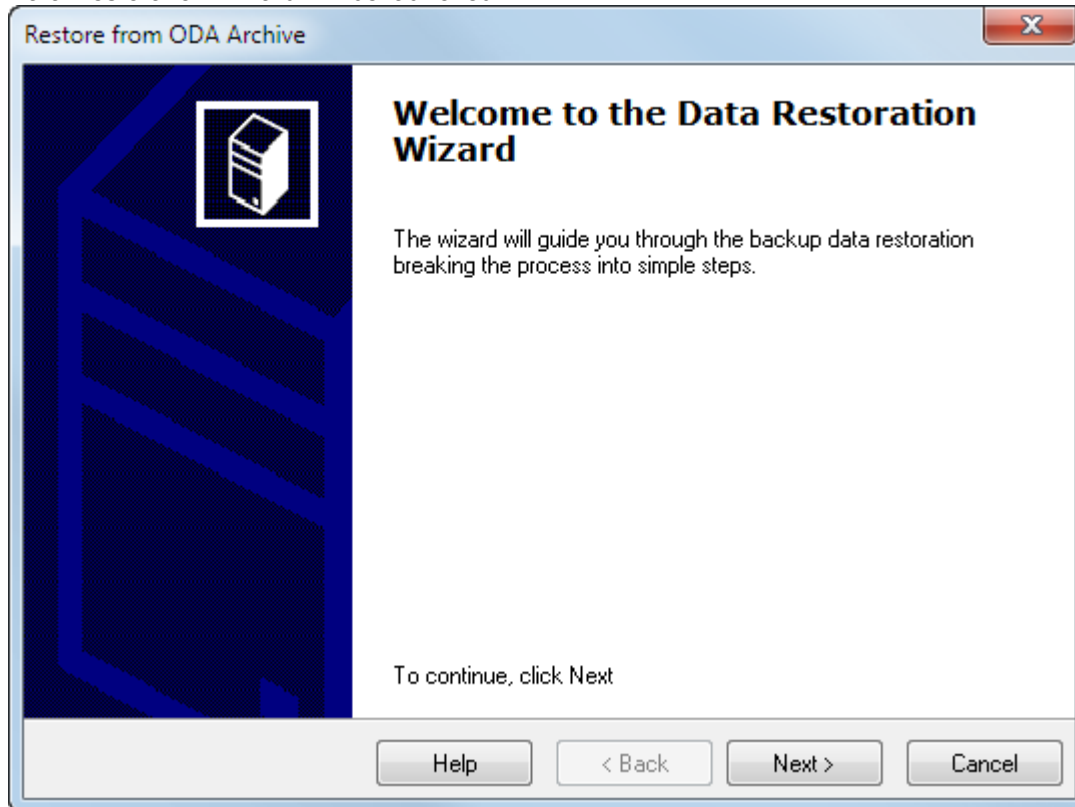 Restore from ODA Archive
Welcome to the Data Restoration
Wizard
The wizard will guide you through the backup data restoration
breaking the process into simple steps.
To continue, click Next
Help
< Back
Next >
Cancel